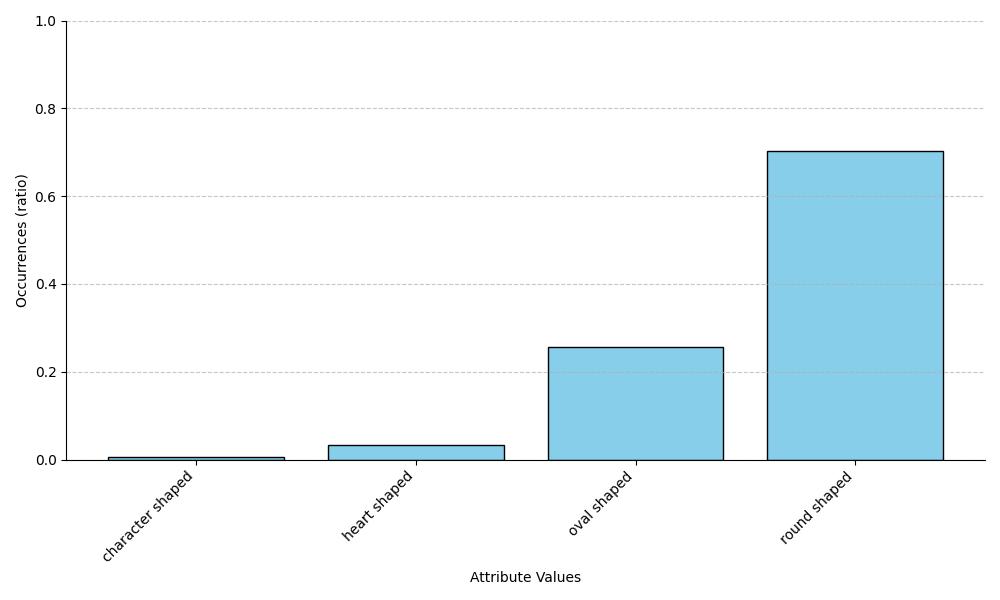 1.0
0.8
0.6
0.4
0.2
0.0
Occurrences (ratio)
character shaped
heart shaped
oval shaped
round shaped
Attribute Values